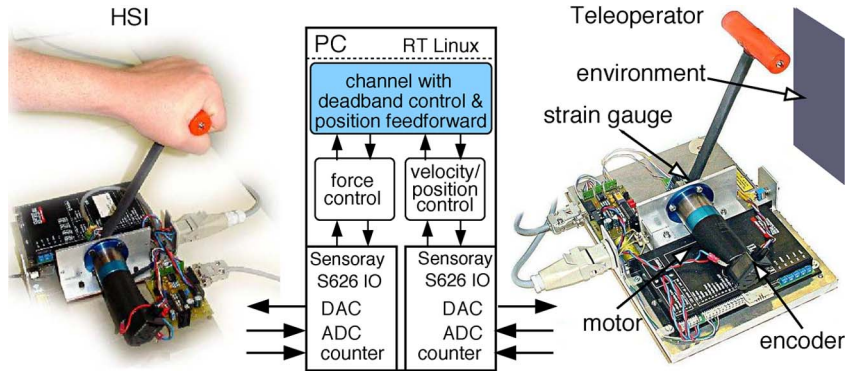 HSI
PC
RT Linux
channel with
deadband control &
position feedforward
force
control
velocity/
position
control
Sensoray
S626 IO
DAC
ADC
counter
Sensoray
S626 IO
DAC
ADC
counter
Teleoperator
environment
strain gauge
motor
encoder